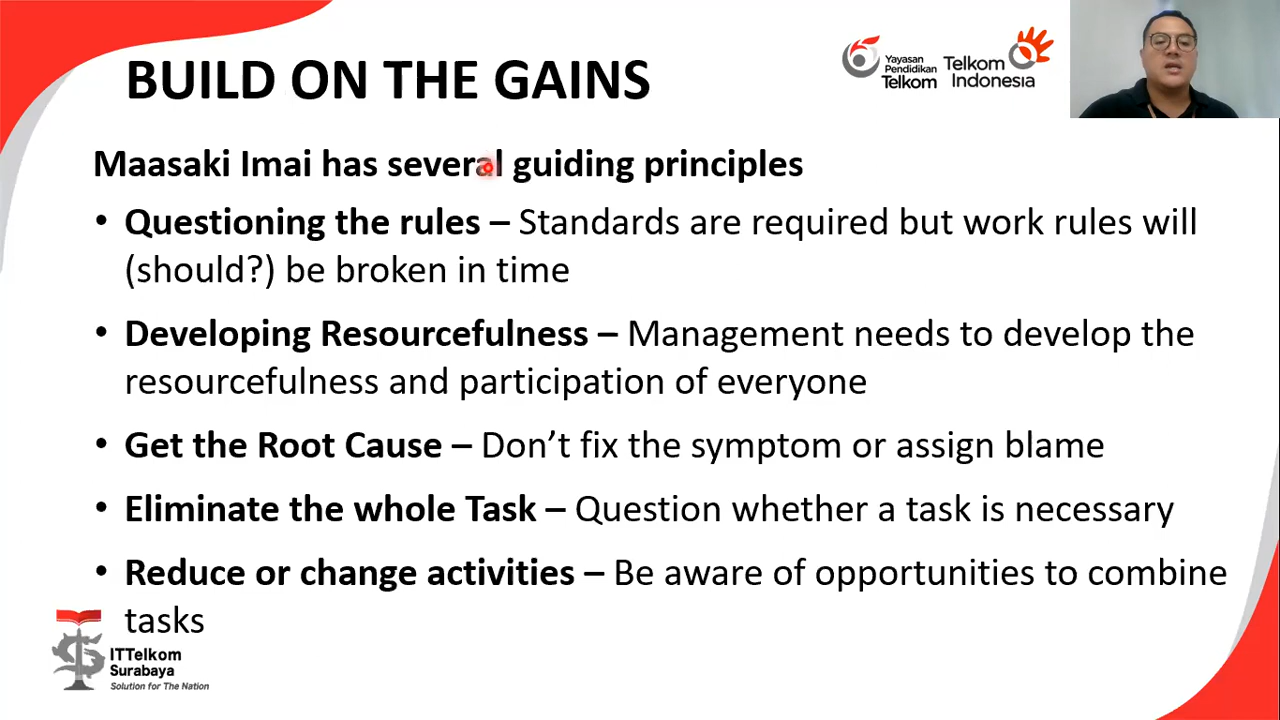 BUILD ON THE GAINS
Yayasan
Pendidikan
Telkom
Telkom
Indonesia
Maasaki Imai has several guiding principles
• Questioning the rules – Standards are required but work rules will
(should?) be broken in time
• Developing Resourcefulness – Management needs to develop the
resourcefulness and participation of everyone
• Get the Root Cause – Don't fix the symptom or assign blame
• Eliminate the whole Task – Question whether a task is necessary
• Reduce or change activities – Be aware of opportunities to combine
tasks
ITTelkom
Surabaya
Solution for The Nation